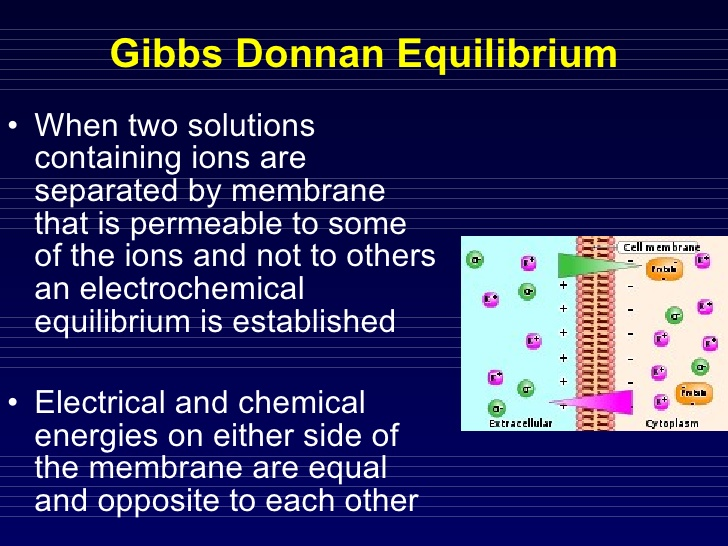 Gibbs Donnan Equilibrium
• When two solutions
containing ions are
separated by membrane
that is permeable to some
of the ions and not to others
an electrochemical
equilibrium is established
• Electrical and chemical
energies on either side of
the membrane are equal
and opposite to each other
Cell membrane
Extracellular
Cytoplasm